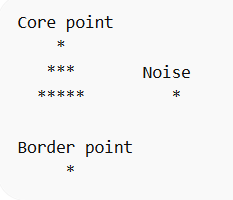 Core point
*
***        Noise
*****         *
Border point
*